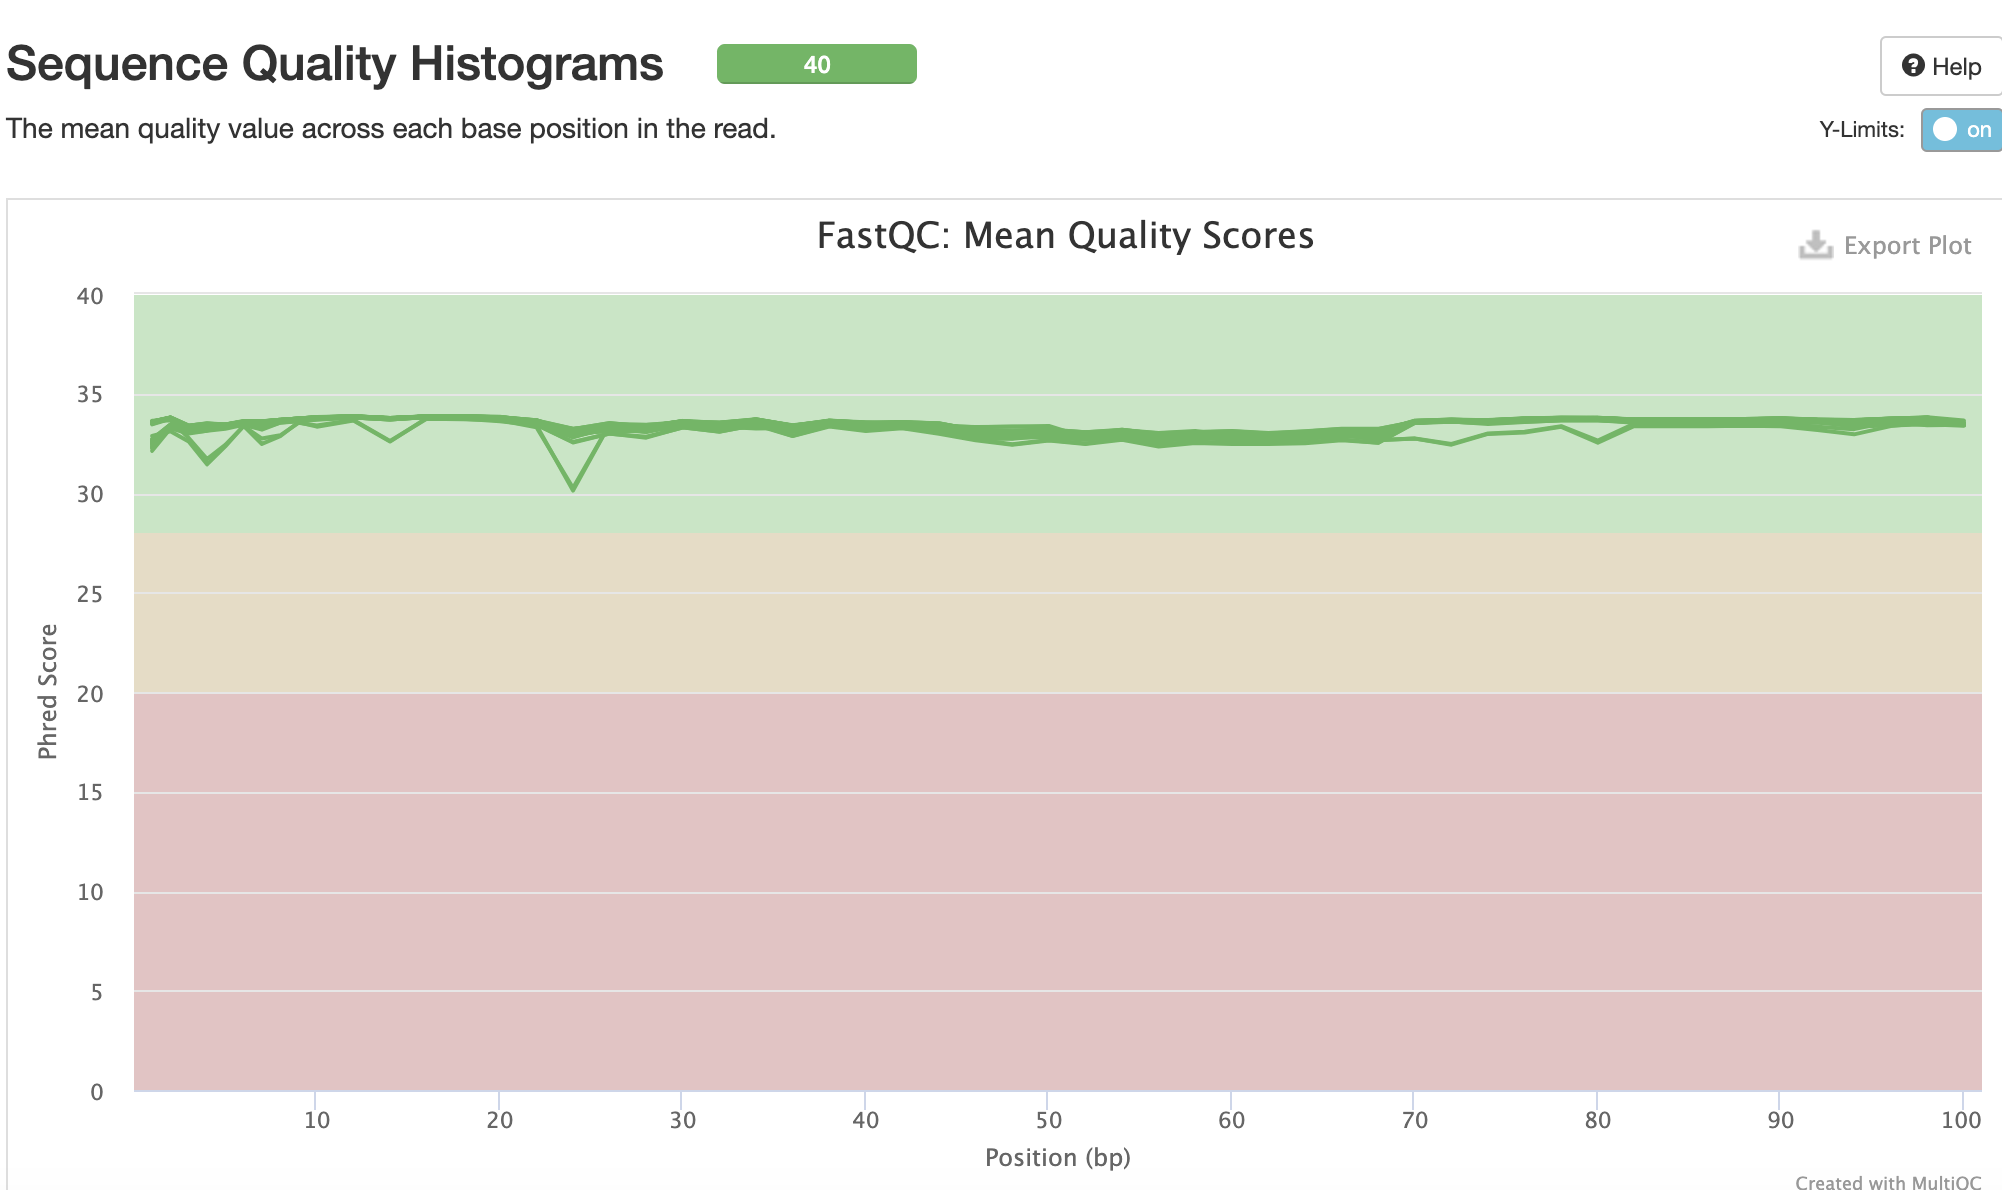 Sequence Quality Histograms
40
Help
The mean quality value across each base position in the read.
Y-Limits: on
FastQC: Mean Quality Scores
Export Plot
40
35
30
25
20
15
10
5
0
Phred Score
10 20 30 40 50 60 70 80 90 100
Position (bp)
Created with MultiQC